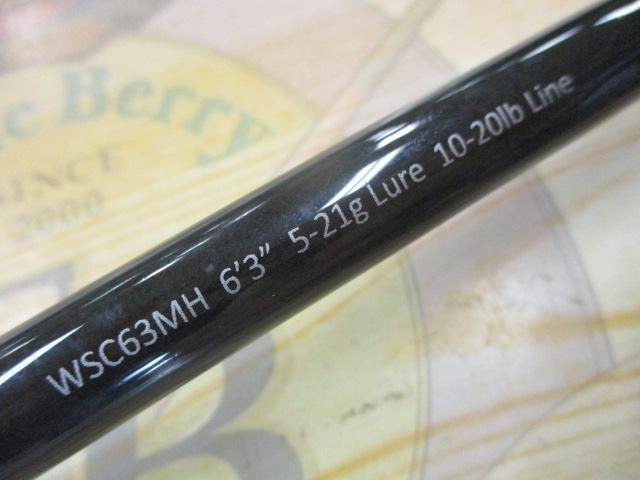 WSC63MH 6'3” 5-21g Lure 10-20lb Line
Berry
SINCE
2000
B